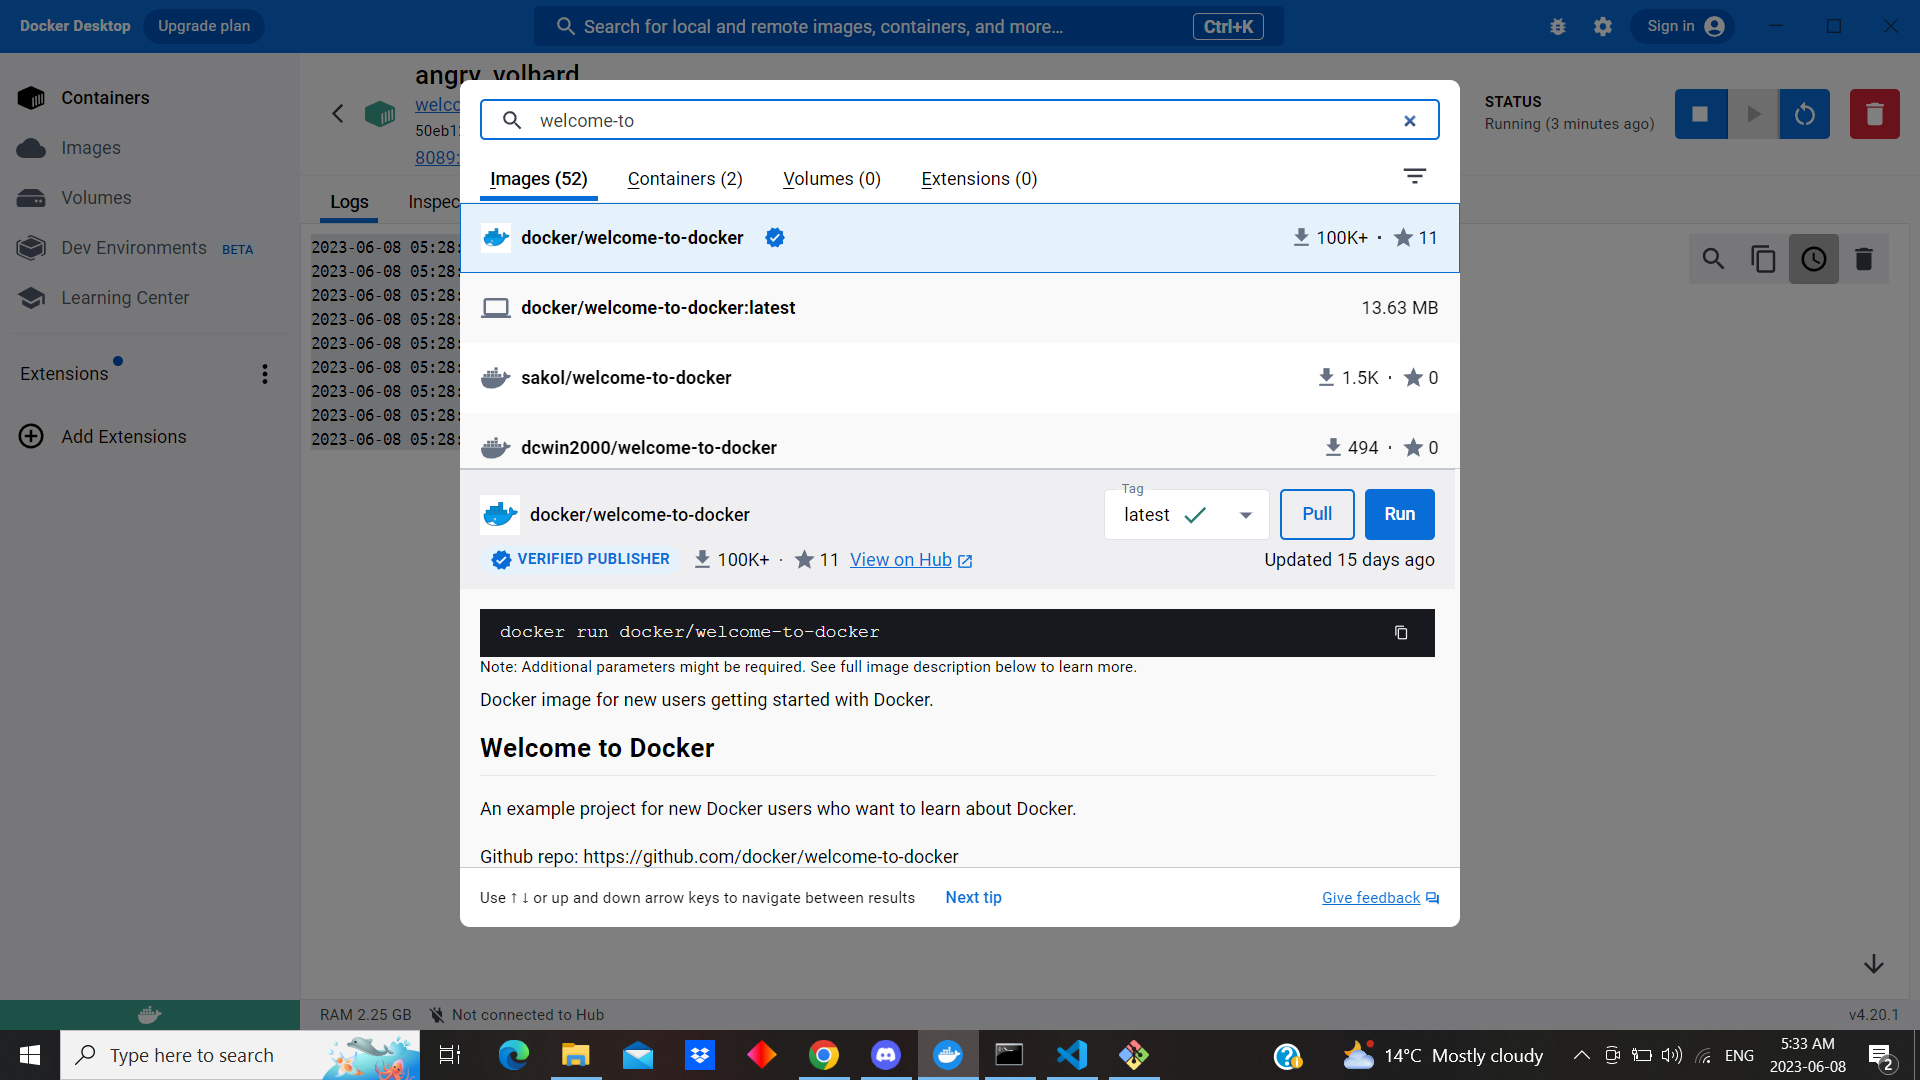 Docker Desktop
Upgrade plan
Search for local and remote images, containers, and more...
Ctrl+K
Sign in
Containers
Images
Volumes
Dev Environments BETA
Learning Center
Extensions
Add Extensions
angry_volhard
welco
50eb1
8089:
STATUS
Running (3 minutes ago)
Logs
Inspec
2023-06-08 05:28:
2023-06-08 05:28:
2023-06-08 05:28:
2023-06-08 05:28:
2023-06-08 05:28:
2023-06-08 05:28:
2023-06-08 05:28:
2023-06-08 05:28:
2023-06-08 05:28:
welcome-to
Images (52)
Containers (2)
Volumes (0)
Extensions (0)
docker/welcome-to-docker
100K+ · 11
docker/welcome-to-docker:latest
13.63 MB
sakol/welcome-to-docker
1.5K · 0
dcwin2000/welcome-to-docker
494 · 0
docker/welcome-to-docker
Tag
latest
Pull
Run
VERIFIED PUBLISHER
100K+ · 11
View on Hub
Updated 15 days ago
docker run docker/welcome-to-docker
Note: Additional parameters might be required. See full image description below to learn more.
Docker image for new users getting started with Docker.
Welcome to Docker
An example project for new Docker users who want to learn about Docker.
Github repo: https://github.com/docker/welcome-to-docker
Use ↑ ↓ or up and down arrow keys to navigate between results
Next tip
Give feedback
RAM 2.25 GB
Not connected to Hub
v4.20.1
Type here to search
14°C Mostly cloudy
ENG
5:33 AM
2023-06-08
2